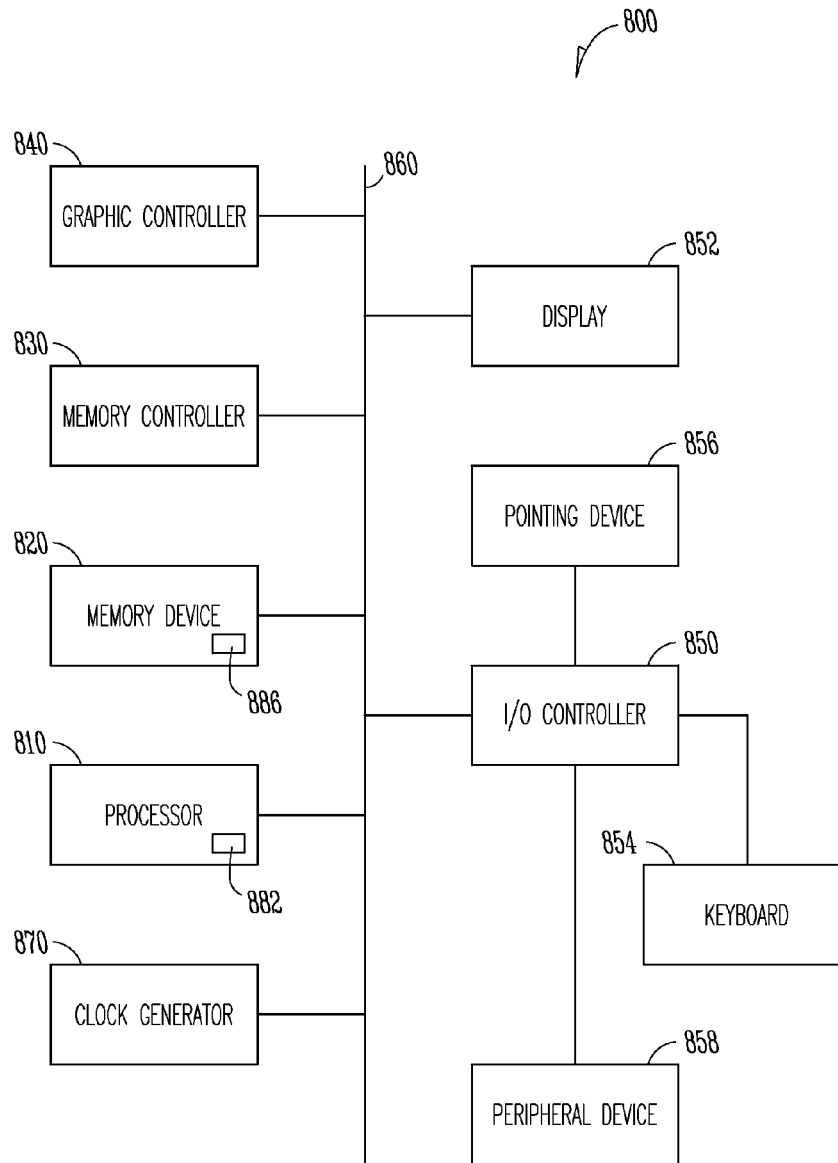 800
840
GRAPHIC CONTROLLER
860
852
DISPLAY
830
MEMORY CONTROLLER
856
POINTING DEVICE
820
MEMORY DEVICE
886
850
I/O CONTROLLER
810
PROCESSOR
882
854
KEYBOARD
870
CLOCK GENERATOR
858
PERIPHERAL DEVICE